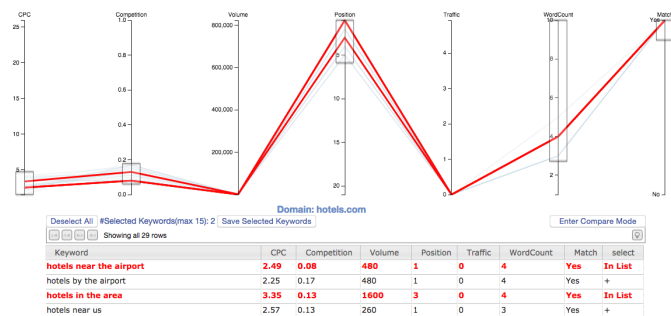 CPC Competition Volume Position Traffic WordCount Match
25 1.0 800,000 4 10 Yes
20 0.8 600,000 5 8
15 0.6 10 3 6
10 0.4 400,000 15 2 4
5 0.2 200,000 20 1 2
0.0 0 No
Domain: hotels.com
Deselect All #Selected Keywords(max 15): 2 Save Selected Keywords Enter Compare Mode
Showing all 29 rows
Keyword CPC Competition Volume Position Traffic WordCount Match select
hotels near the airport 2.49 0.08 480 1 0 4 Yes In List
hotels by the airport 2.25 0.17 480 1 0 4 Yes +
hotels in the area 3.35 0.13 1600 3 0 4 Yes In List
hotels near us 2.57 0.13 260 1 0 3 Yes +